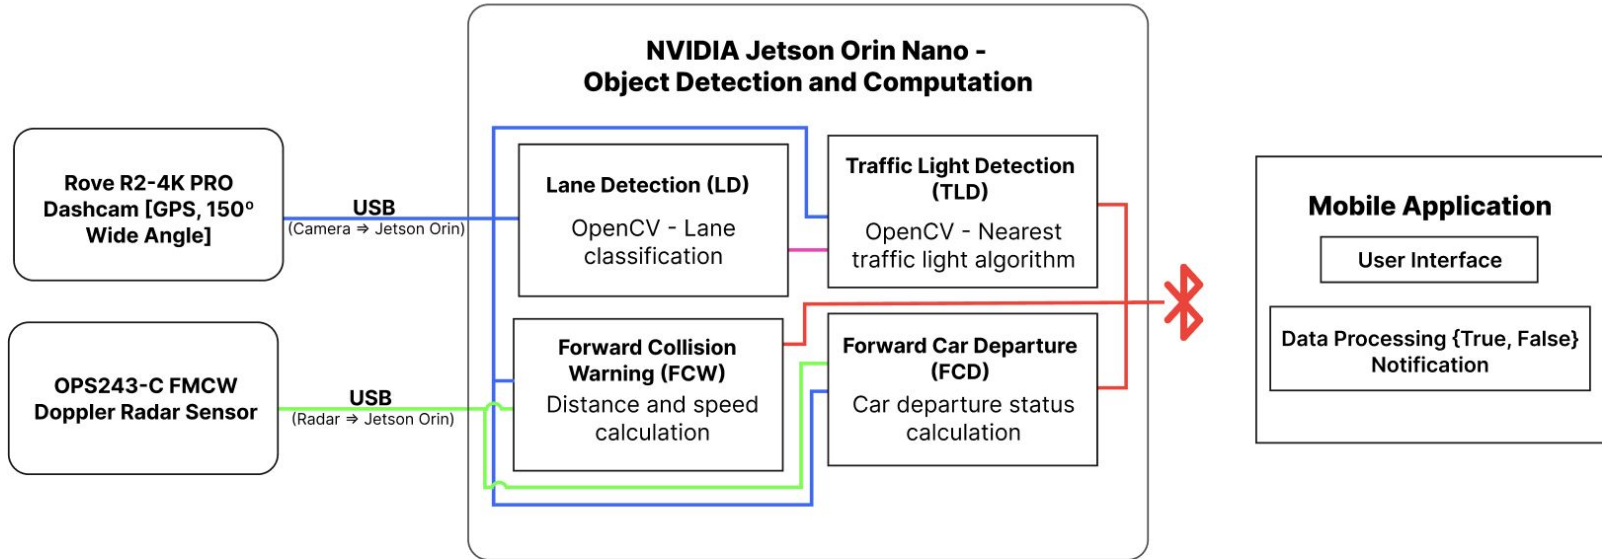 NVIDIA Jetson Orin Nano -
Object Detection and Computation
Rove R2-4K PRO
Dashcam [GPS, 150º
Wide Angle]
USB
(Camera ⇒ Jetson Orin)
Lane Detection (LD)
OpenCV - Lane
classification
Traffic Light Detection
(TLD)
OpenCV - Nearest
traffic light algorithm
OPS243-C FMCW
Doppler Radar Sensor
USB
(Radar ⇒ Jetson Orin)
Forward Collision
Warning (FCW)
Distance and speed
calculation
Forward Car Departure
(FCD)
Car departure status
calculation
Mobile Application
User Interface
Data Processing {True, False}
Notification